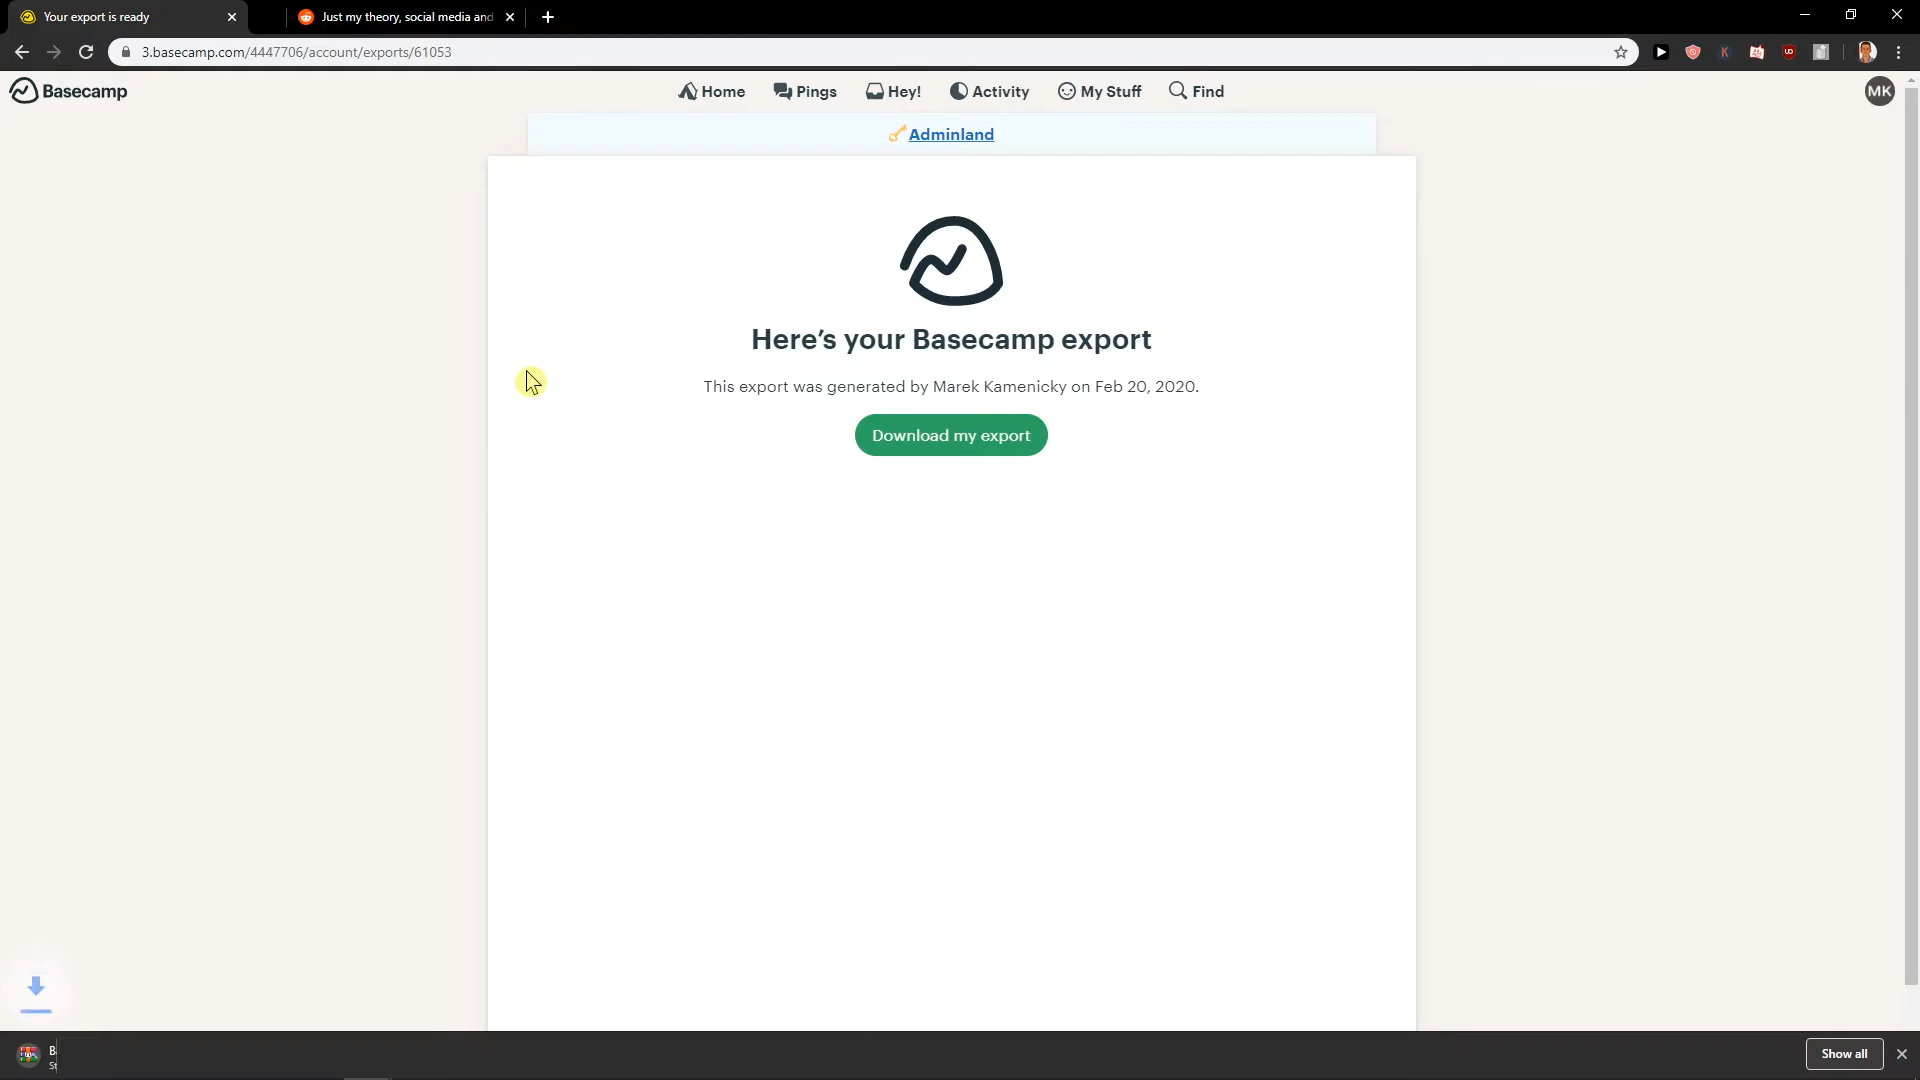 Your export is ready
Just my theory, social media and
3.basecamp.com/4447706/account/exports/61053
Basecamp
Home
Pings
Hey!
Activity
My Stuff
Find
MK
Adminland
Here's your Basecamp export
This export was generated by Marek Kamenicky on Feb 20, 2020.
Download my export
Show all